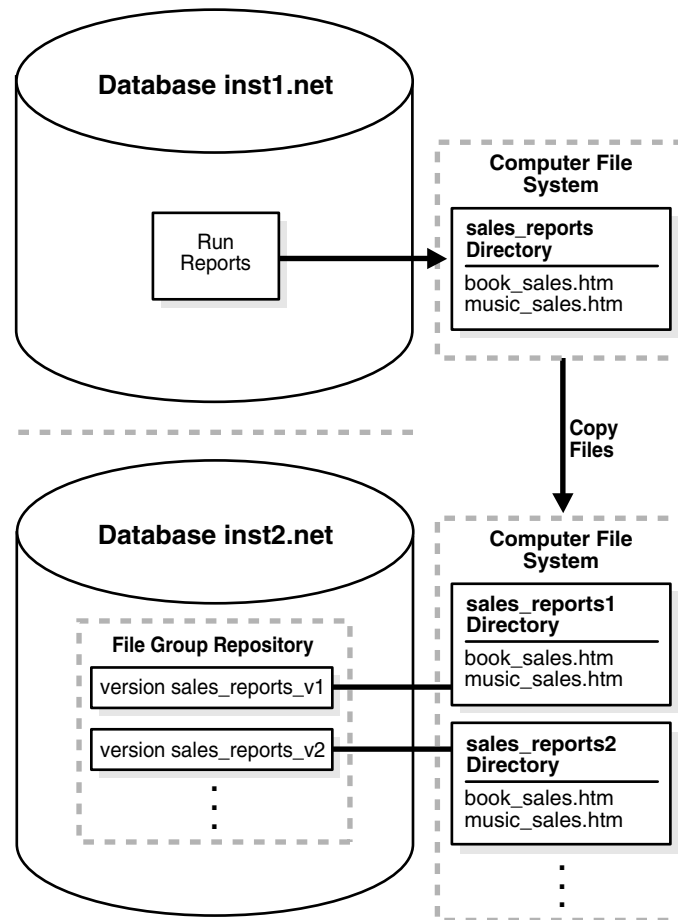 Database inst1.net
Run
Reports
Computer File
System
sales_reports
Directory
book_sales.htm
music_sales.htm
Copy
Files
Database inst2.net
File Group Repository
version sales_reports_v1
version sales_reports_v2
Computer File
System
sales_reports1
Directory
book_sales.htm
music_sales.htm
sales_reports2
Directory
book_sales.htm
music_sales.htm